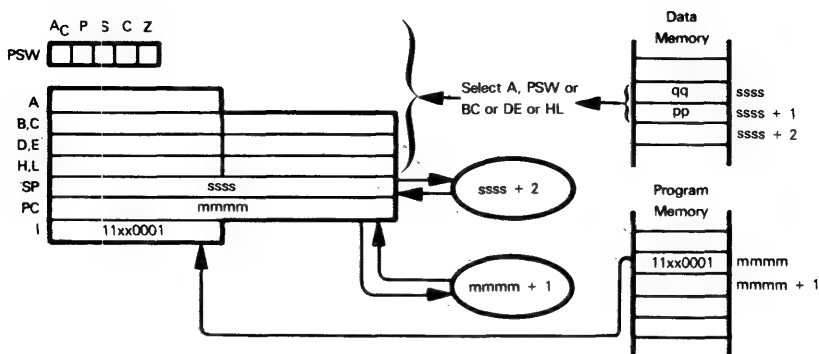 AC P S C Z
PSW
A
B,C
D,E
H,L
SP ssss
PC mmmm
I 11xx0001
Select A, PSW or
BC or DE or HL
ssss + 2
mmmm + 1
Data
Memory
qq ssss
pp ssss + 1
ssss + 2
Program
Memory
11xx0001 mmmm
mmmm + 1